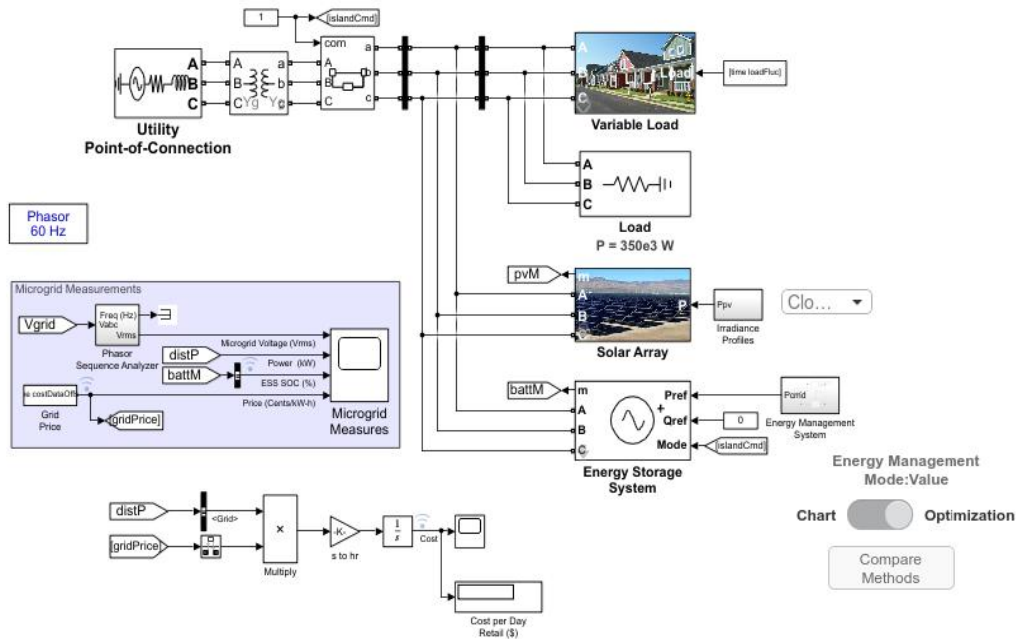 1
[islandCmd]
com
a
A
b
B
c
C
A
B
C
A
B
C
a
b
c
Yg
Yg
Utility
Point-of-Connection
A
C
Load
[time loadFluc]
Variable Load
A
B
C
Load
P = 350e3 W
Phasor
60 Hz
pvM
m
A
B
C
P
Solar Array
Ppv
Irradiance
Profiles
Clo...
Microgrid Measurements
Vgrid
Freq (Hz)
Vabc
Vrms
Phasor
Sequence Analyzer
Microgrid Voltage (Vrms)
distP
Power (kW)
battM
ESS SOC (%)
Price (Cents/kW-h)
Grid
Price
[gridPrice]
Microgrid
Measures
battM
m
A
B
C
Pref
+
Qref
Mode
0
[islandCmd]
Energy Storage
System
Energy Management
System
Energy Management
Mode:Value
Chart
Optimization
Compare
Methods
distP
<Grid>
[gridPrice]
×
Multiply
-K-
s to hr
1
s
Cost
Cost per Day
Retail ($)